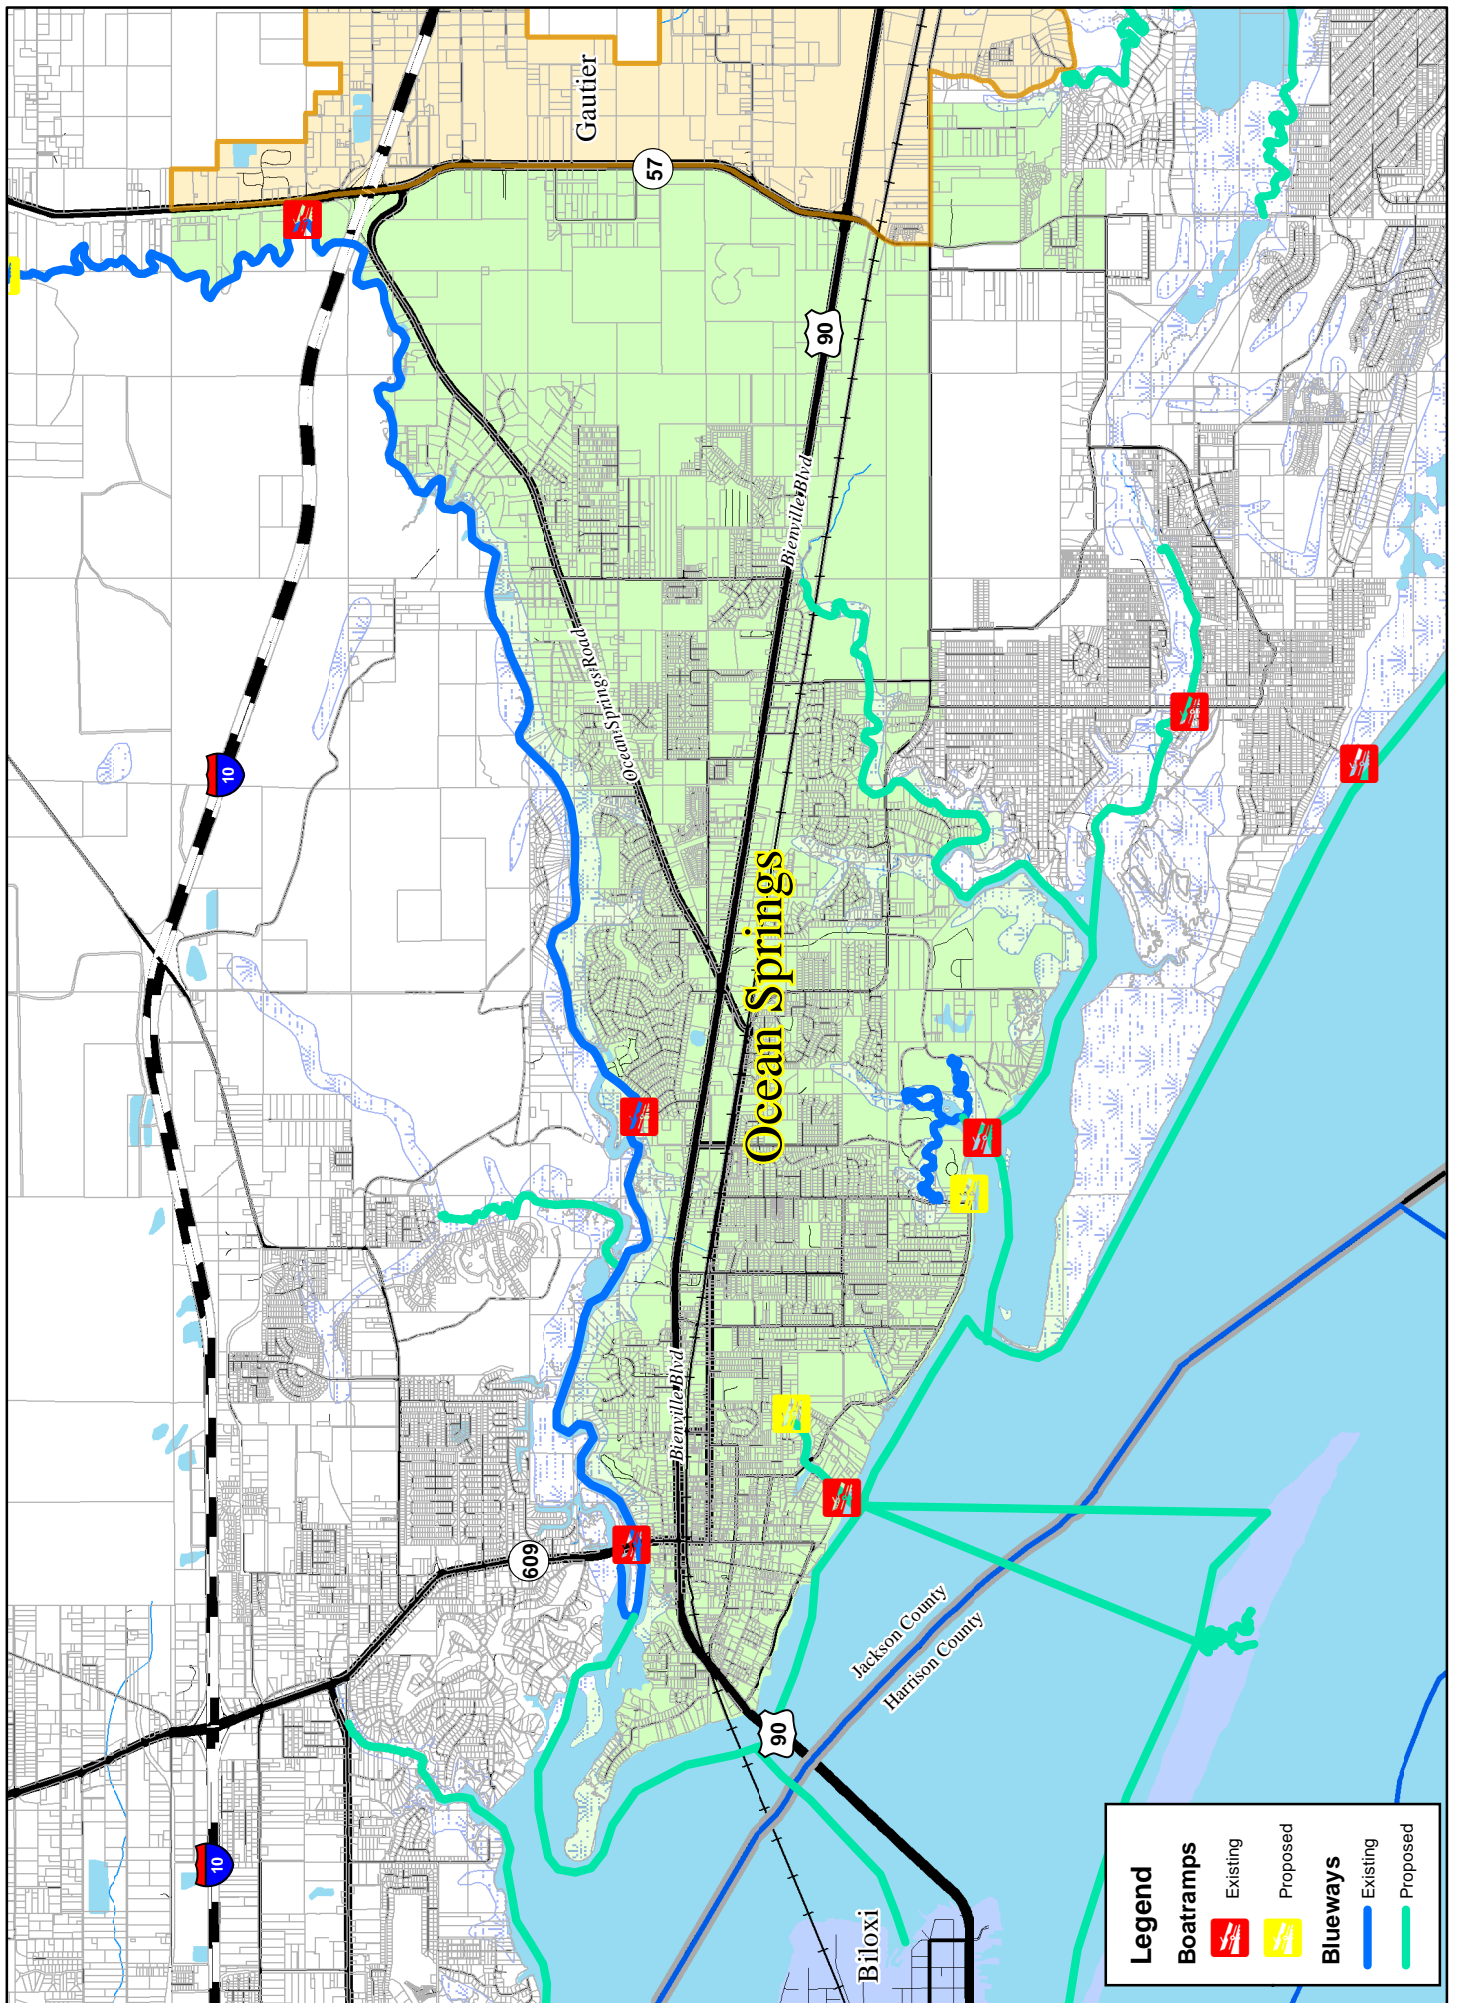 Gautier
57
10
90
Bienville Blvd
Ocean Springs Road
Ocean Springs
Bienville Blvd
609
Jackson County
Harrison County
90
10
Biloxi
Legend
Boatramps
Existing
Proposed
Blueways
Existing
Proposed